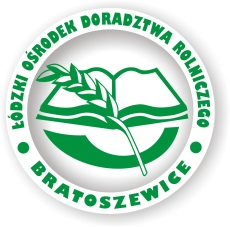 ŁÓDZKI OŚRODEK DORADZTWA ROLNICZEGO
BRATOSZEWICE